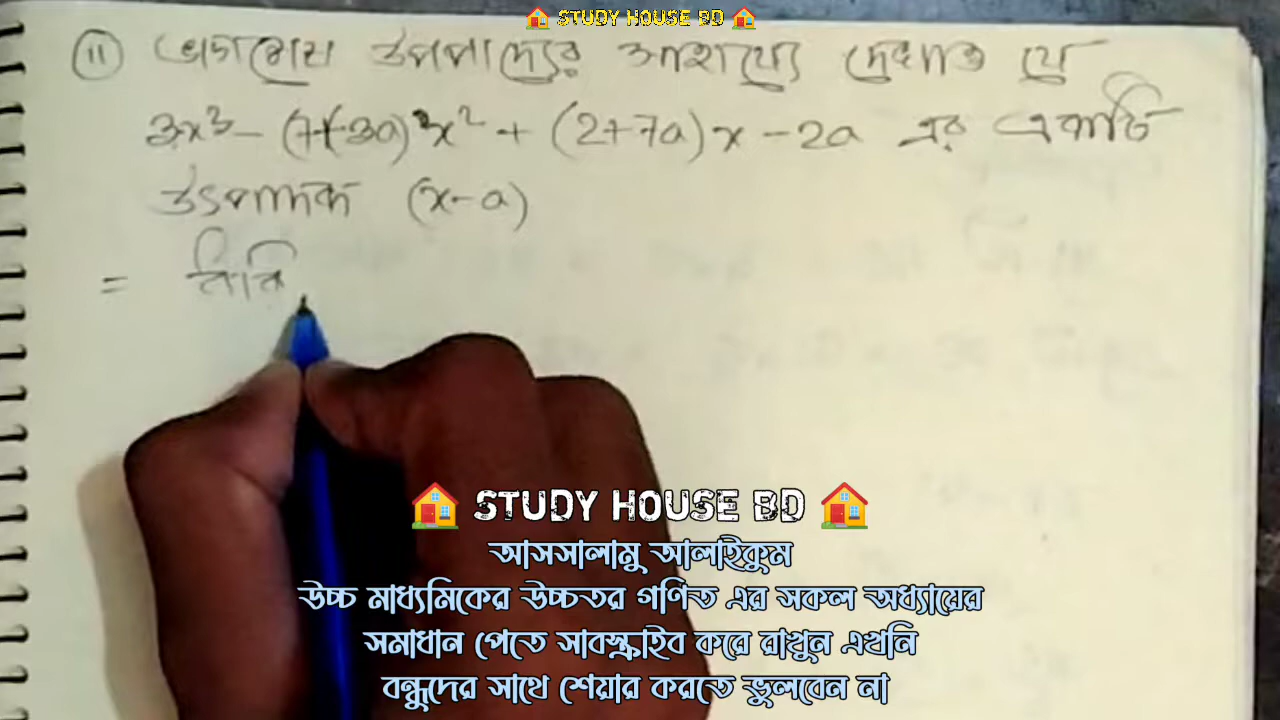 🏠 STUDY HOUSE BD 🏠
(11) ভাগশেষ উপপাদ্যের সাহায্যে দেখাও যে
3x³ - (7+3a)x² + (2+7a)x - 2a এর একটি
উৎপাদক (x-a)
=
🏠 STUDY HOUSE BD 🏠
আসসালামু আলাইকুম
উচ্চ মাধ্যমিকের উচ্চতর গণিত এর সকল অধ্যায়ের
সমাধান পেতে সাবস্ক্রাইব করে রাখুন এখনি
বন্ধুদের সাথে শেয়ার করতে ভুলবেন না